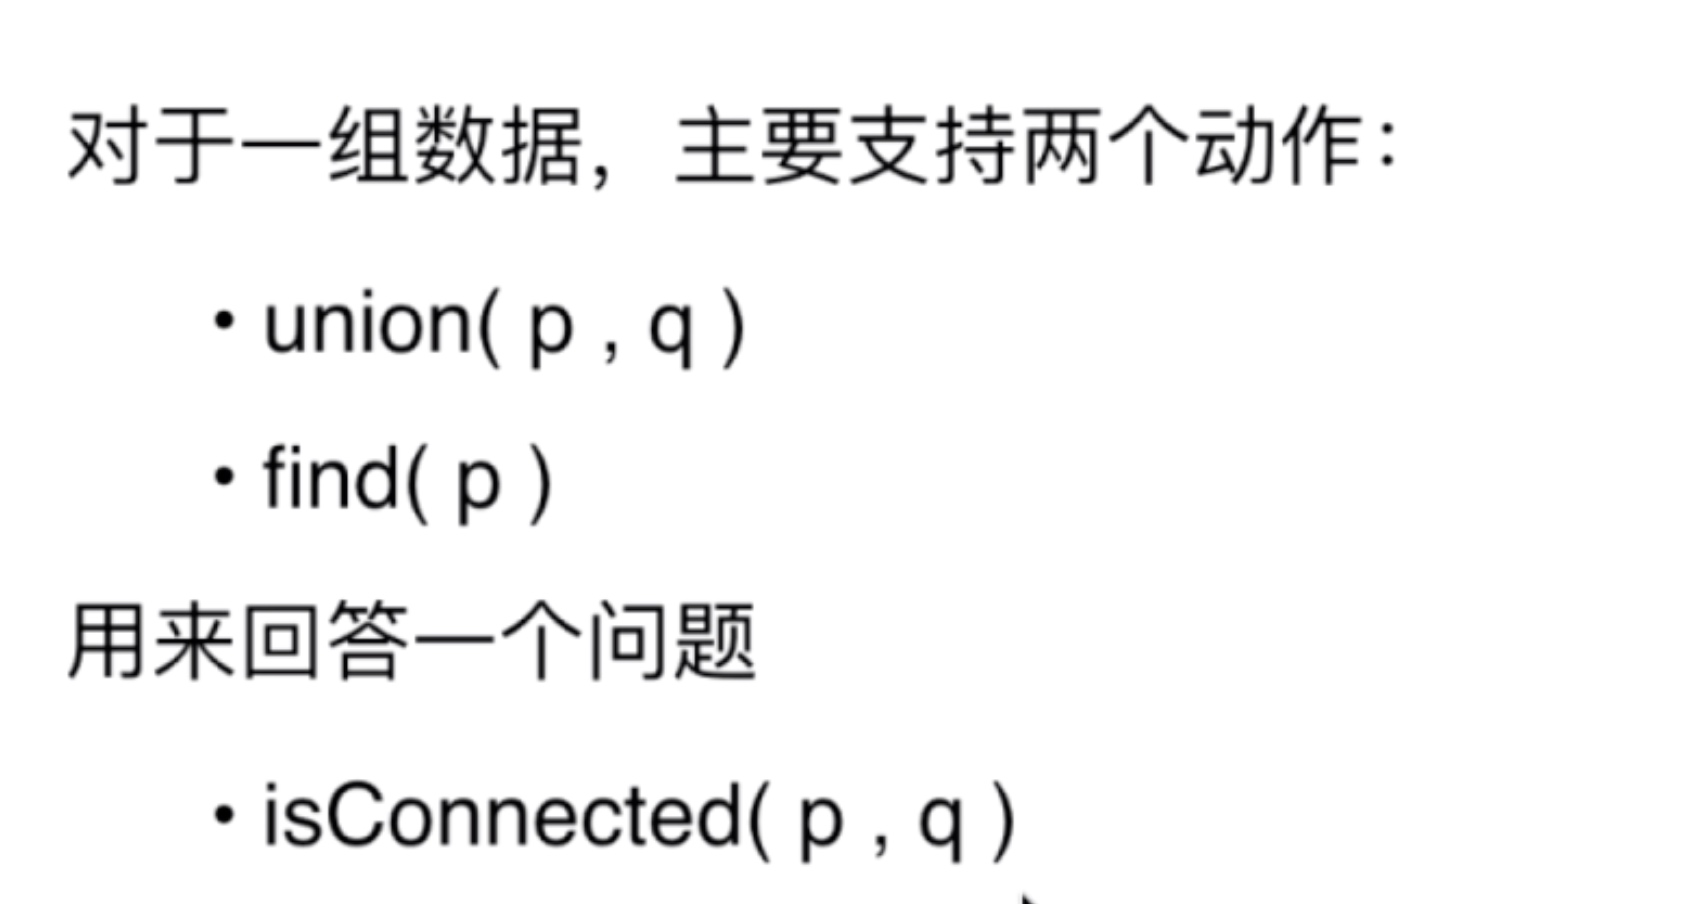 对于一组数据，主要支持两个动作：
• union( p , q )
• find( p )
用来回答一个问题
• isConnected( p , q )